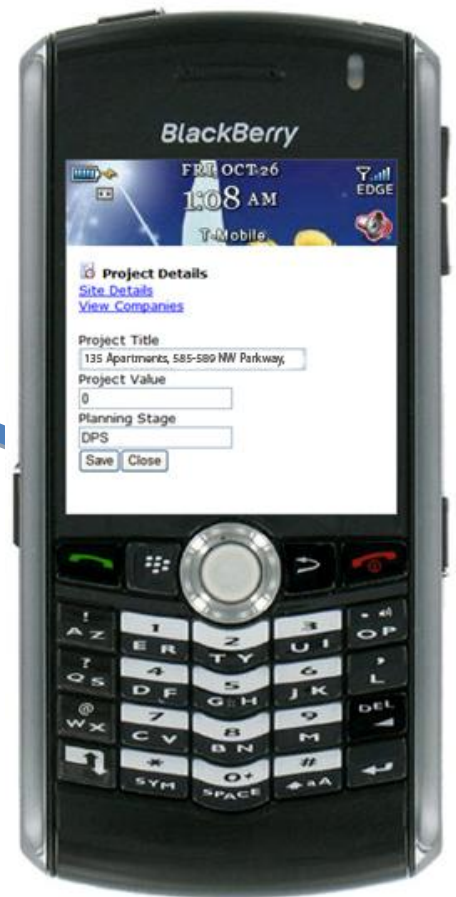 BlackBerry
FRI, OCT 26
1:08 AM
EDGE
T-Mobile
Project Details
Site Details
View Companies
Project Title
135 Apartments, 585-589 NW Parkway,
Project Value
0
Planning Stage
DPS
Save Close
! 1 2 3
A Z E R T Y U I O P
? 4 5 6 '
Q S D F G H J K L
@ 7 8 9 DEL
W X C V B N M
* 0+ #
SYM SPACE aA